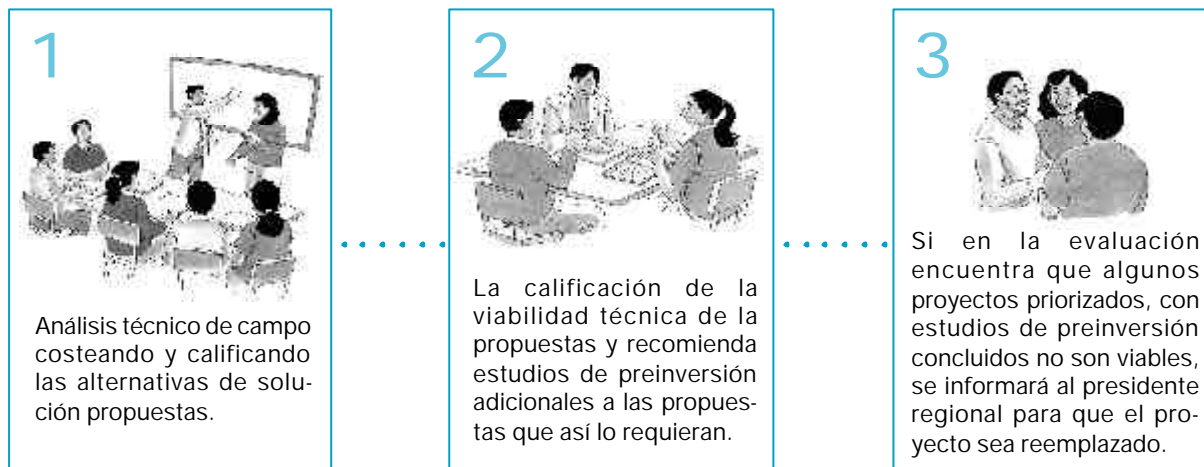 1
Análisis técnico de campo
costeando y calificando
las alternativas de solu-
ción propuestas.
2
La calificación de la
viabilidad técnica de la
propuestas y recomienda
estudios de preinversión
adicionales a las propues-
tas que así lo requieran.
3
Si en la evaluación
encuentra que algunos
proyectos priorizados, con
estudios de preinversión
concluidos no son viables,
se informará al presidente
regional para que el pro-
yecto sea reemplazado.